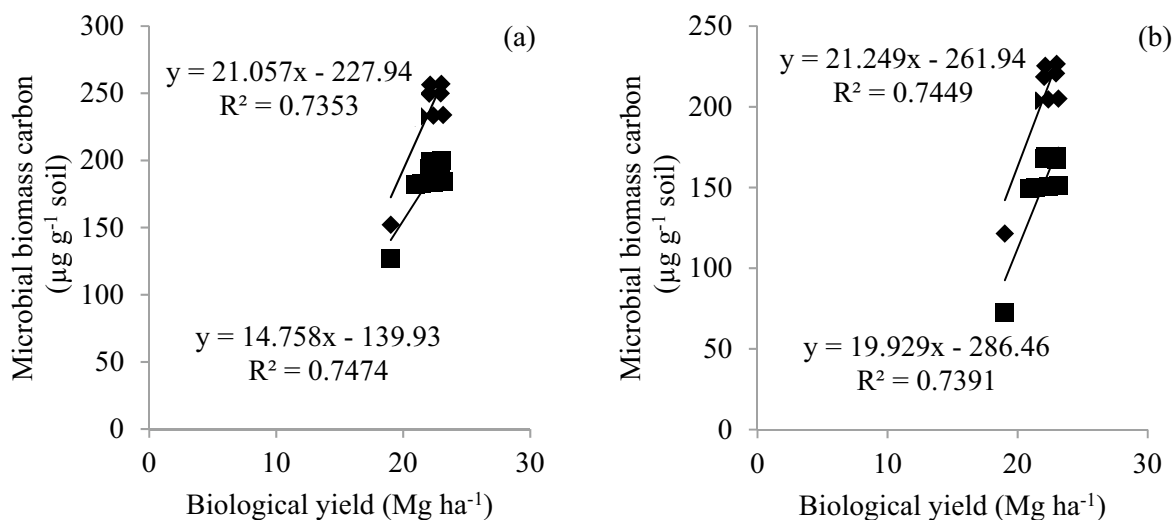 (a)
Microbial biomass carbon
(µg g⁻¹ soil)
300
250
200
150
100
50
0
y = 21.057x - 227.94
R² = 0.7353
y = 14.758x - 139.93
R² = 0.7474
0 10 20 30
Biological yield (Mg ha⁻¹)
(b)
Microbial biomass carbon
(µg g⁻¹ soil)
250
200
150
100
50
0
y = 21.249x - 261.94
R² = 0.7449
y = 19.929x - 286.46
R² = 0.7391
0 10 20 30
Biological yield (Mg ha⁻¹)